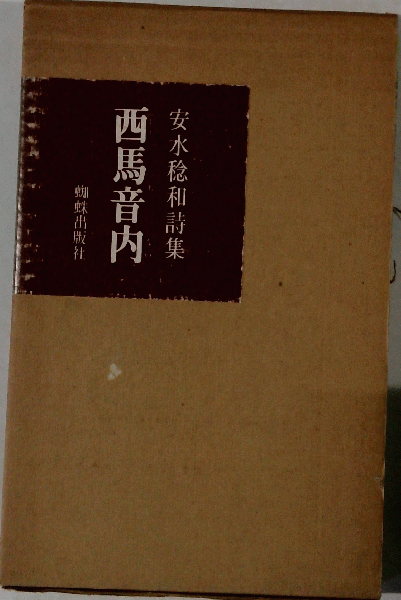 安水稔和詩集
西馬音内
蜘蛛出版社